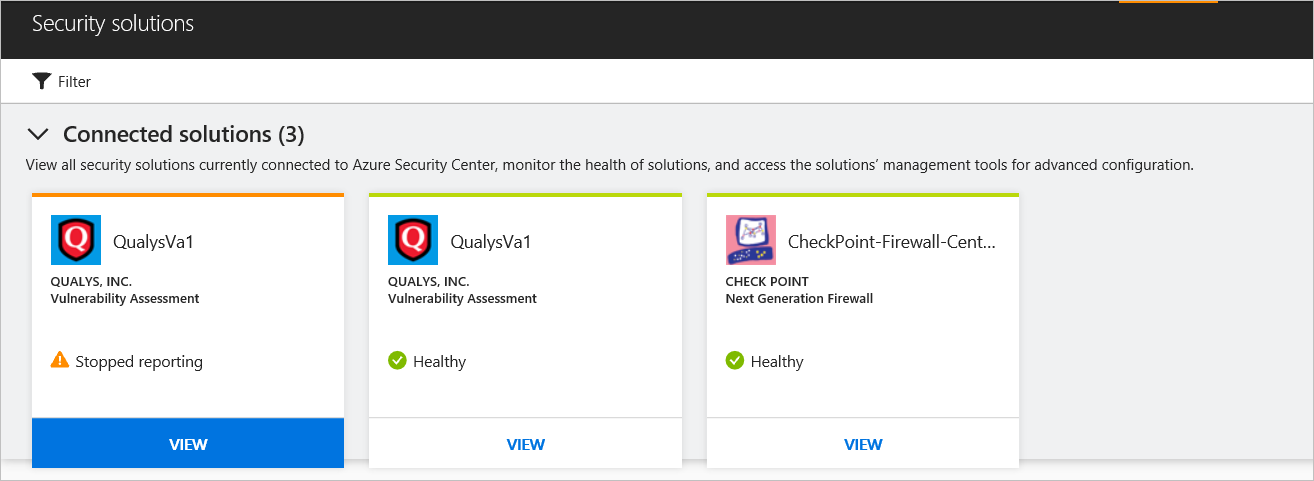 Security solutions
Filter
Connected solutions (3)
View all security solutions currently connected to Azure Security Center, monitor the health of solutions, and access the solutions’ management tools for advanced configuration.
Q QualysVa1
QUALYS, INC.
Vulnerability Assessment
Stopped reporting
VIEW
Q QualysVa1
QUALYS, INC.
Vulnerability Assessment
Healthy
VIEW
CheckPoint-Firewall-Cent...
CHECK POINT
Next Generation Firewall
Healthy
VIEW